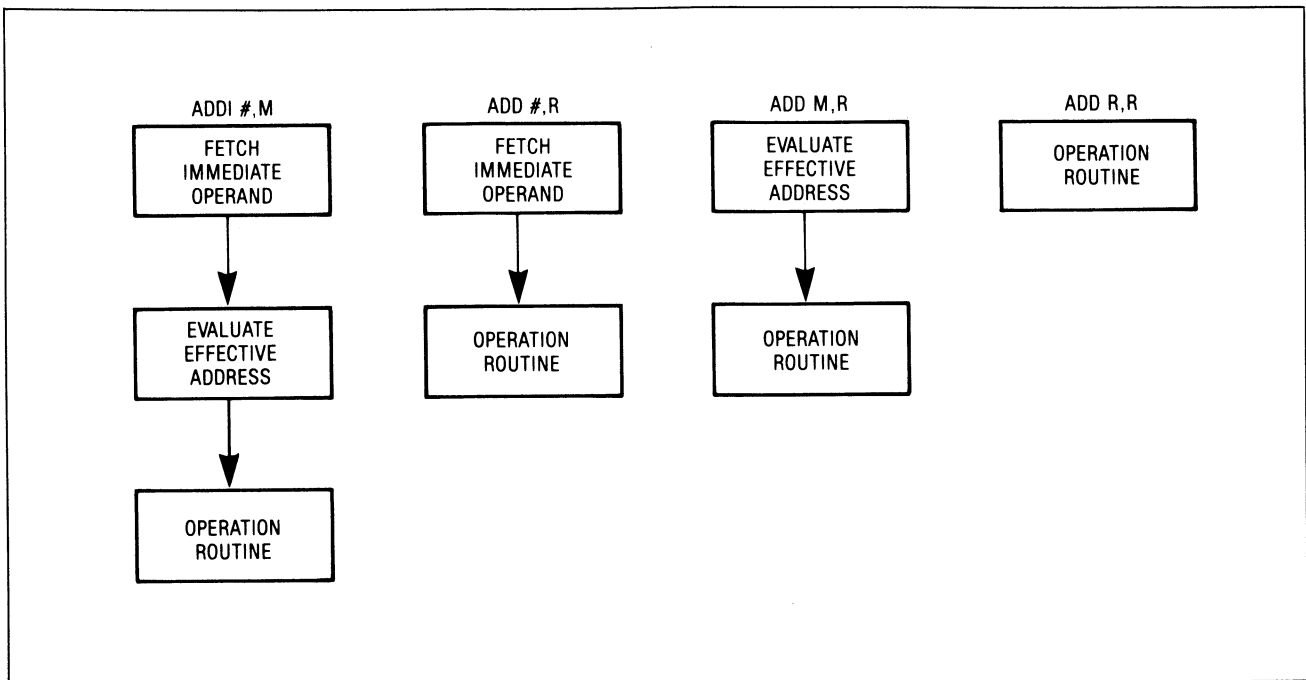 ADDI #,M
FETCH
IMMEDIATE
OPERAND
EVALUATE
EFFECTIVE
ADDRESS
OPERATION
ROUTINE
ADD #,R
FETCH
IMMEDIATE
OPERAND
OPERATION
ROUTINE
ADD M,R
EVALUATE
EFFECTIVE
ADDRESS
OPERATION
ROUTINE
ADD R,R
OPERATION
ROUTINE